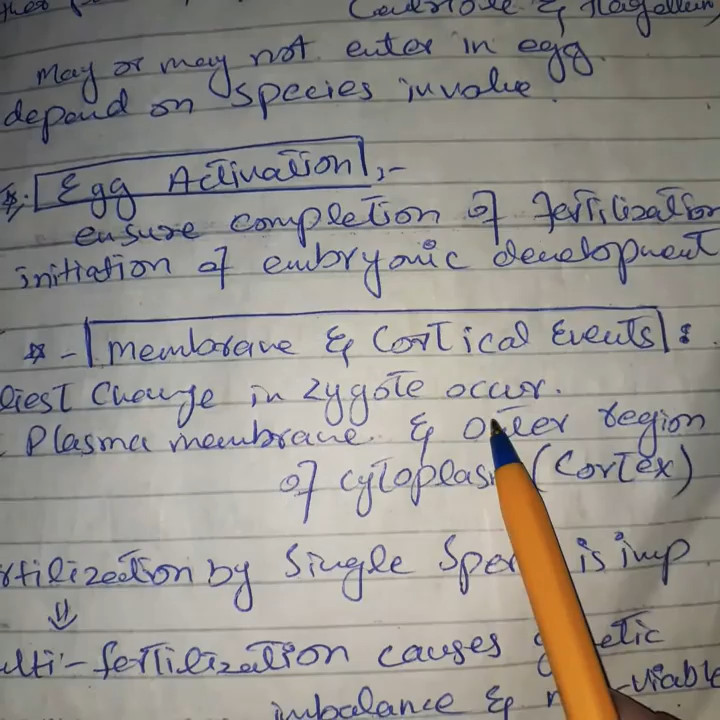 may or may not enter in egg.
depend on species involve.
Egg Activation :-
ensure completion of fertilization
initiation of embryonic development
* - Membrane & Cortical Events :
Change in zygote occur.
Plasma membrane & outer region
of cytoplasm (Cortex)
by single is imp
⇓
fertilization causes
imbalance &